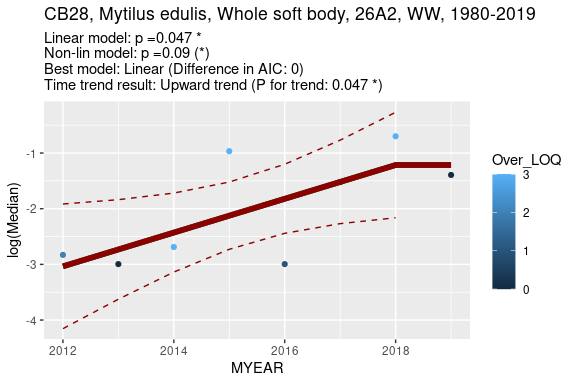 CB28, Mytilus edulis, Whole soft body, 26A2, WW, 1980-2019
Linear model: p =0.047 *
Non-lin model: p =0.09 (*)
Best model: Linear (Difference in AIC: 0)
Time trend result: Upward trend (P for trend: 0.047 *)
Over_LOQ
3
2
1
0
log(Median)
-1
-2
-3
-4
2012
2014
2016
2018
MYEAR